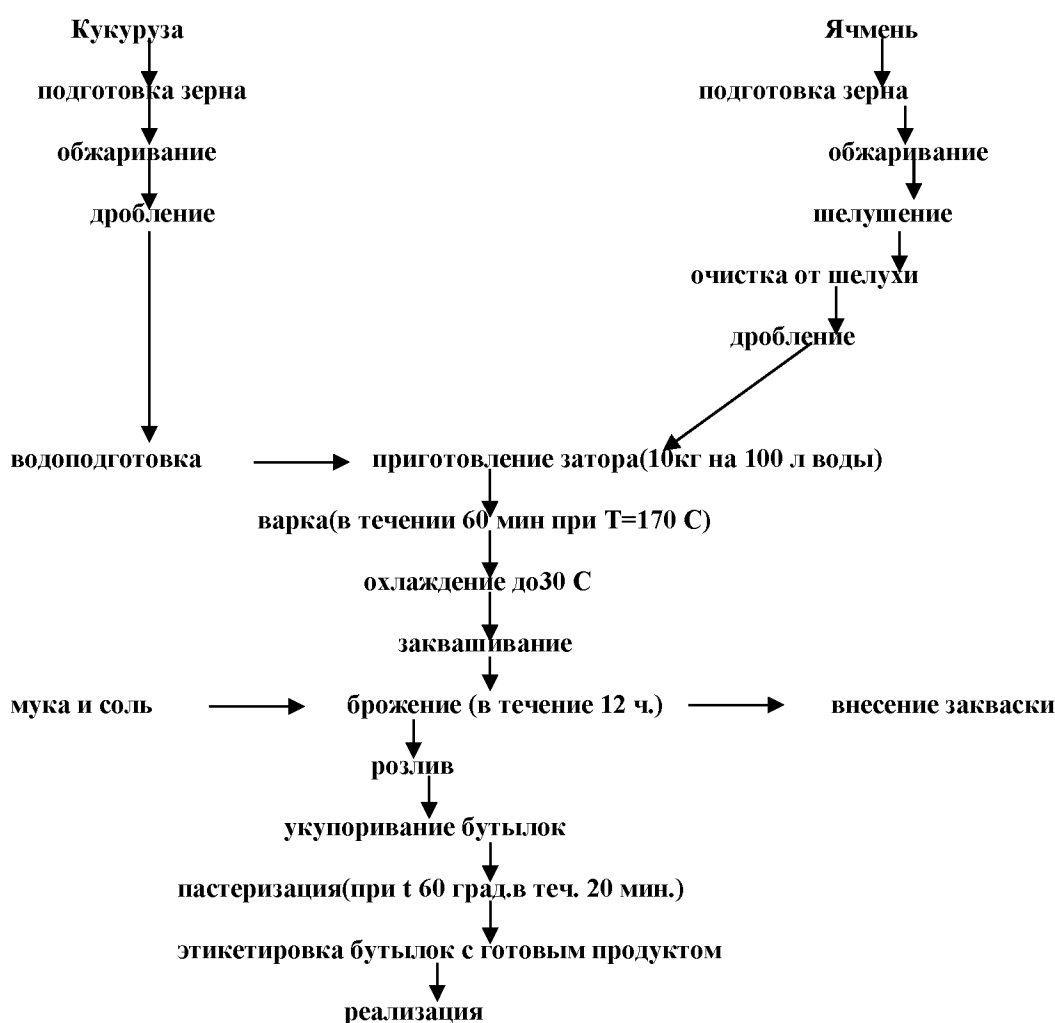 Кукуруза Ячмень
подготовка зерна подготовка зерна
обжаривание обжаривание
дробление шелушение
очистка от шелухи
дробление
водоподготовка приготовление затора(10кг на 100 л воды)
варка(в течении 60 мин при Т=170 С)
охлаждение до30 С
заквашивание
мука и соль брожение (в течение 12 ч.) внесение закваски
розлив
укупоривание бутылок
пастеризация(при t 60 град.в теч. 20 мин.)
этикетировка бутылок с готовым продуктом
реализация